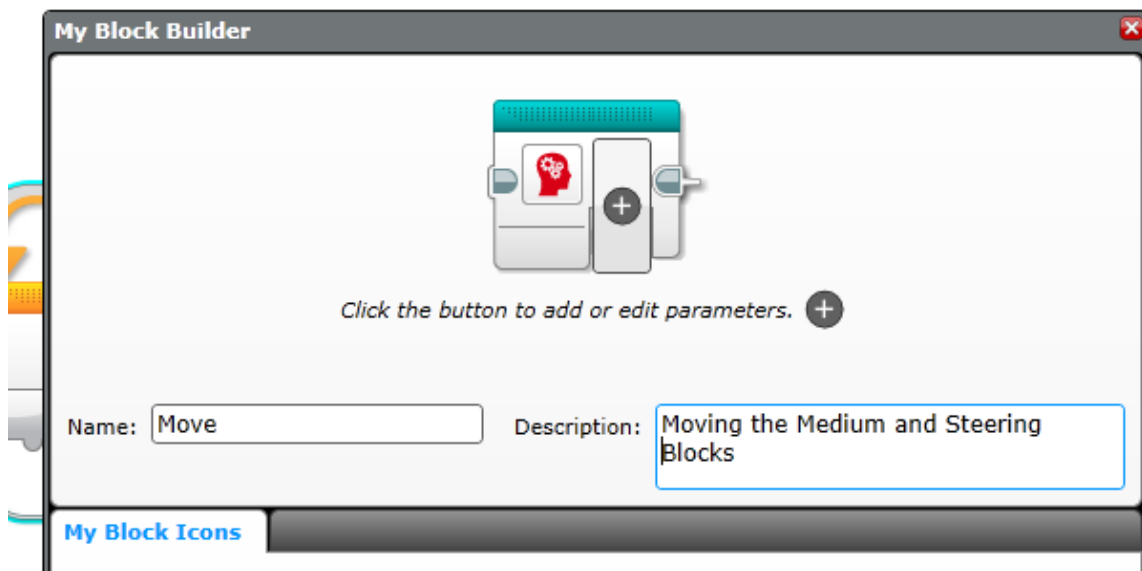 My Block Builder
Click the button to add or edit parameters.
Name: Move
Description: Moving the Medium and Steering
Blocks
My Block Icons